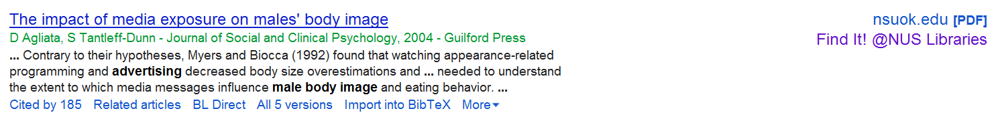 The impact of media exposure on males' body image
nsuok.edu [PDF]
D Agliata, S Tantleff-Dunn - Journal of Social and Clinical Psychology, 2004 - Guilford Press
Find It! @NUS Libraries
... Contrary to their hypotheses, Myers and Biocca (1992) found that watching appearance-related
programming and advertising decreased body size overestimations and ... needed to understand
the extent to which media messages influence male body image and eating behavior. ...
Cited by 185 Related articles BL Direct All 5 versions Import into BibTeX More